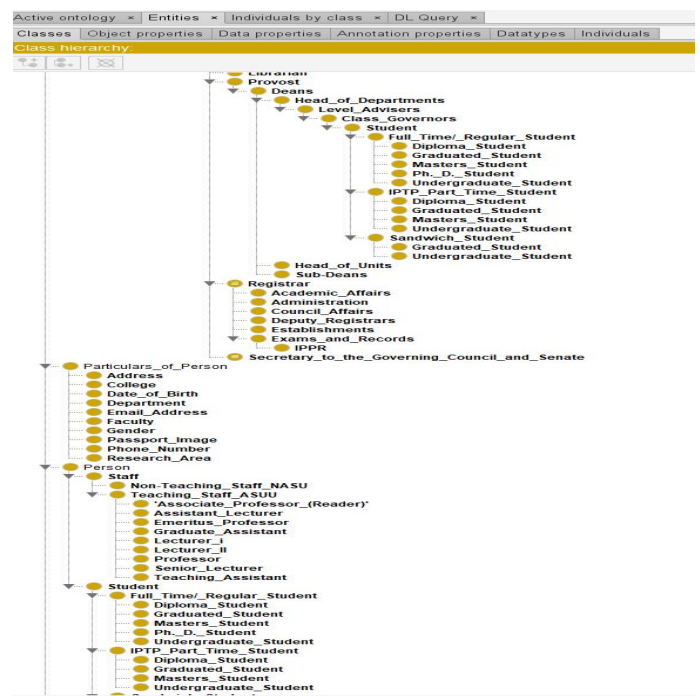 Active ontology × Entities × Individuals by class × DL Query ×
Classes Object properties Data properties Annotation properties Datatypes Individuals
Class hierarchy:
Librarian
Provost
Deans
Head_of_Departments
Level_Advisers
Class_Governors
Student
Full_Time/_Regular_Student
Diploma_Student
Graduated_Student
Masters_Student
Ph._D._Student
Undergraduate_Student
IPTP_Part_Time_Student
Diploma_Student
Graduated_Student
Masters_Student
Undergraduate_Student
Sandwich_Student
Graduated_Student
Undergraduate_Student
Head_of_Units
Sub-Deans
Registrar
Academic_Affairs
Administration
Council_Affairs
Deputy_Registrars
Establishments
Exams_and_Records
IPPR
Secretary_to_the_Governing_Council_and_Senate
Particulars_of_Person
Address
College
Date_of_Birth
Department
Email_Address
Faculty
Gender
Passport_Image
Phone_Number
Research_Area
Person
Staff
Non-Teaching_Staff_NASU
Teaching_Staff_ASUU
'Associate_Professor_(Reader)'
Assistant_Lecturer
Emeritus_Professor
Graduate_Assistant
Lecturer_i
Lecturer_II
Professor
Senior_Lecturer
Teaching_Assistant
Student
Full_Time/_Regular_Student
Diploma_Student
Graduated_Student
Masters_Student
Ph._D._Student
Undergraduate_Student
IPTP_Part_Time_Student
Diploma_Student
Graduated_Student
Masters_Student
Undergraduate_Student